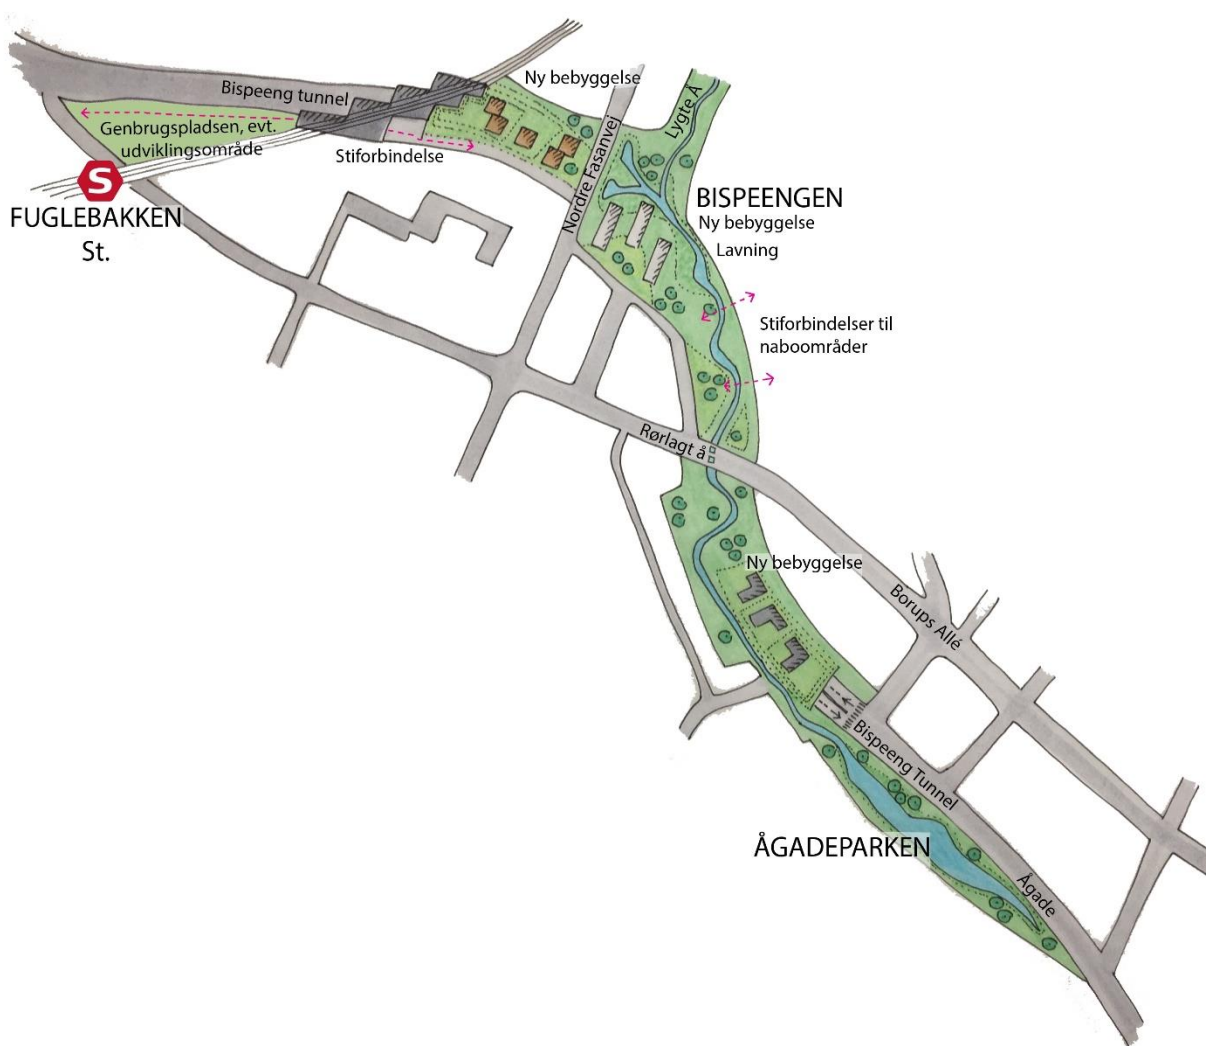 Ny bebyggelse
Bispeeng tunnel
Lygte Å
Genbrugspladsen, evt.
udviklingsområde
Stiforbindelse
Nordre Fasanvej
S
FUGLEBAKKEN
St.
BISPEENGEN
Ny bebyggelse
Lavning
Stiforbindelser til
naboområder
Rørlagt å
Ny bebyggelse
Borups Allé
Bispeeng Tunnel
ÅGADEPARKEN
Ågade